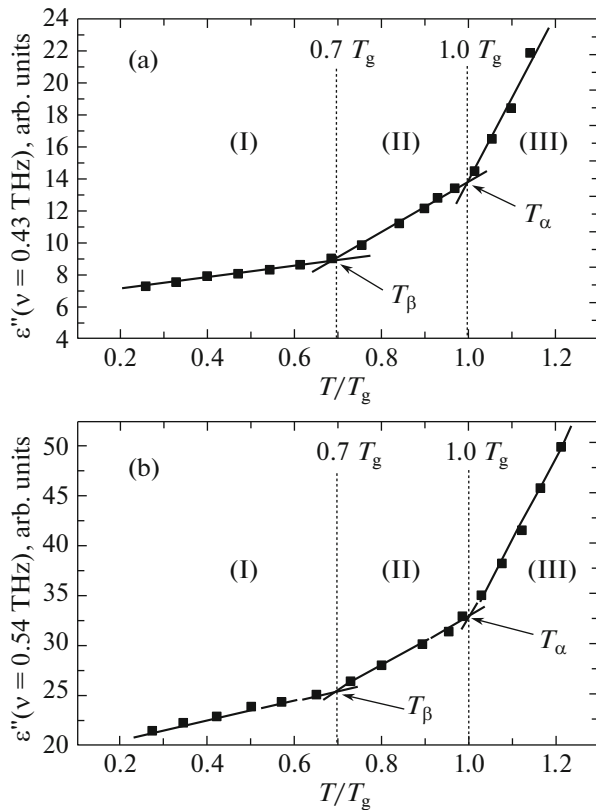 24
22
20
18
16
14
12
10
8
6
4
ε"(ν = 0.43 THz), arb. units
(a)
0.7 Tg
1.0 Tg
(I)
(II)
(III)
Tα
Tβ
0.2 0.4 0.6 0.8 1.0 1.2
T/Tg
50
45
40
35
30
25
20
ε"(ν = 0.54 THz), arb. units
(b)
0.7 Tg
1.0 Tg
(I)
(II)
(III)
Tα
Tβ
0.2 0.4 0.6 0.8 1.0 1.2
T/Tg